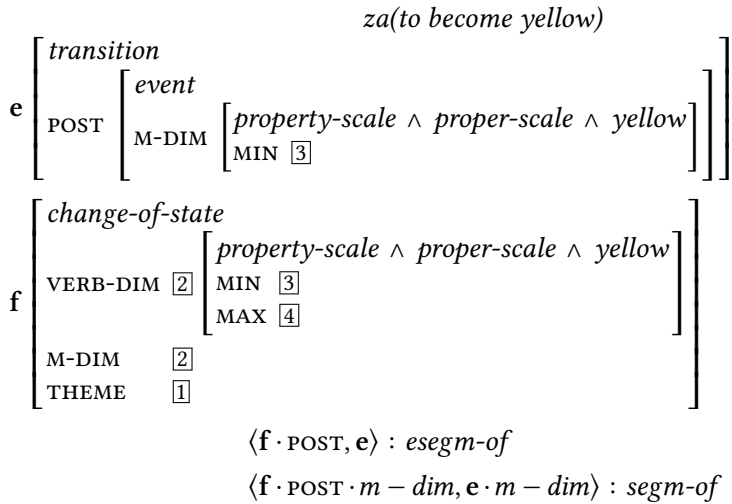 za(to become yellow)
transition
event
property-scale ∧ proper-scale ∧ yellow
e POST M-DIM
MIN 3
change-of-state
property-scale ∧ proper-scale ∧ yellow
VERB-DIM 2 MIN 3
f
MAX 4
M-DIM 2
THEME 1
⟨f · POST, e⟩ : esegm-of
⟨f · POST · m − dim, e · m − dim⟩ : segm-of